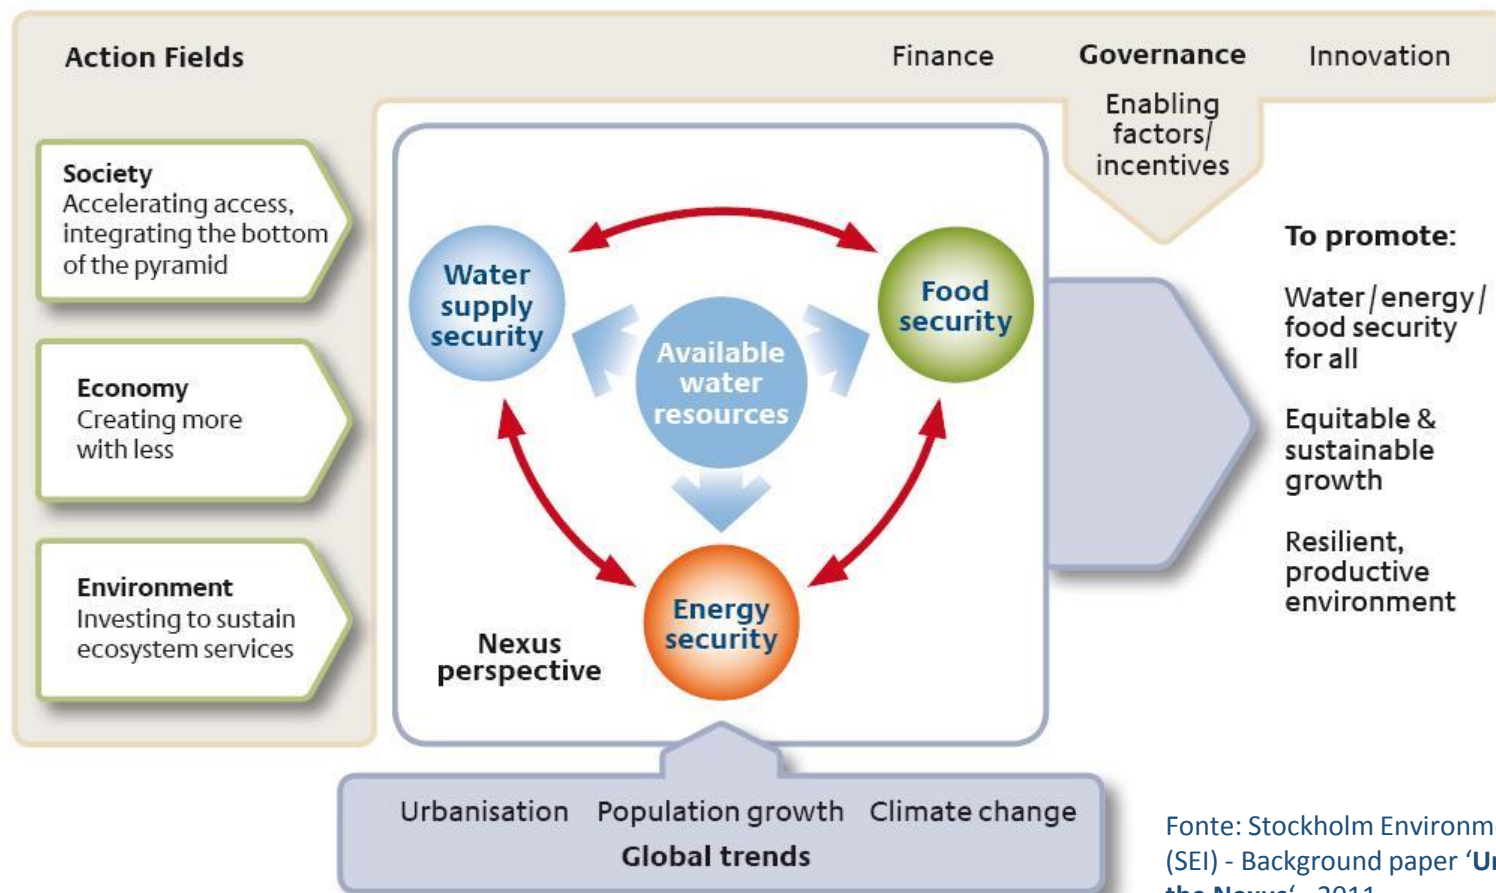 Action Fields
Finance
Governance
Innovation
Enabling
factors/
incentives
Society
Accelerating access,
integrating the bottom
of the pyramid
Economy
Creating more
with less
Environment
Investing to sustain
ecosystem services
Water
supply
security
Food
security
Available
water
resources
Energy
security
Nexus
perspective
To promote:
Water / energy /
food security
for all
Equitable &
sustainable
growth
Resilient,
productive
environment
Urbanisation Population growth Climate change
Global trends
Fonte: Stockholm
(SEI) - Background paper ‘
the Nexus‘ 2011